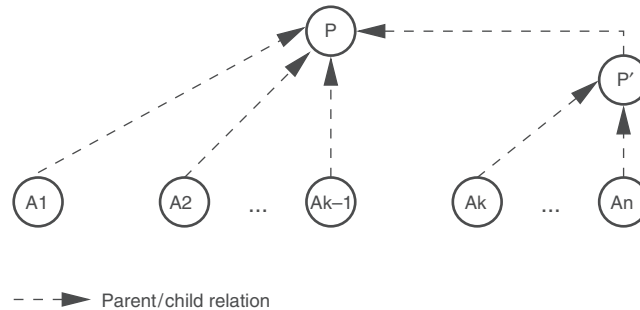 P
P′
A1
A2
...
Ak–1
Ak
...
An
Parent/child relation